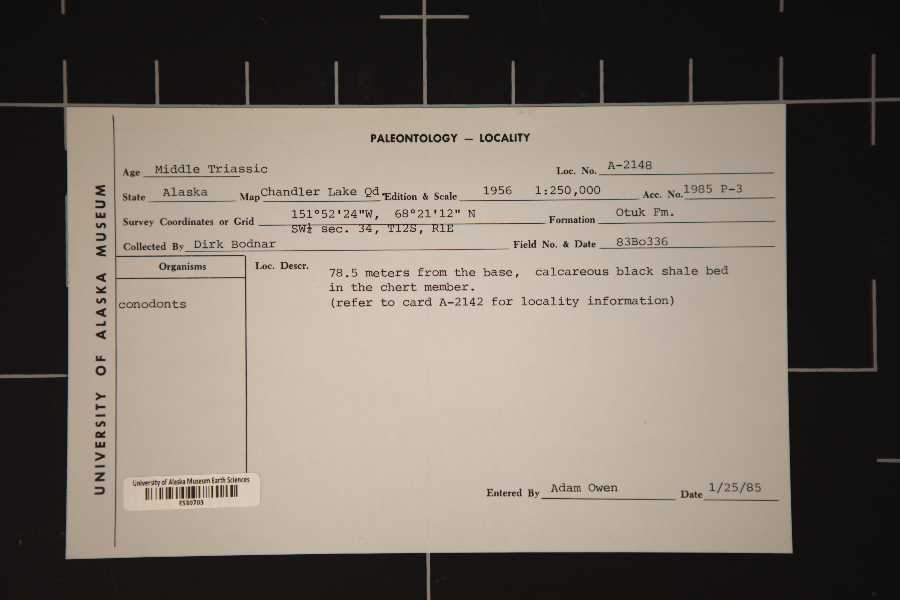 PALEONTOLOGY — LOCALITY
Age Middle Triassic Loc. No. A-2148
State Alaska Map Chandler Lake Qd. Edition & Scale 1956 1:250,000 Acc. No. 1985 P-3
Survey Coordinates or Grid 151°52'24"W, 68°21'12" N Formation Otuk Fm.
SW¼ sec. 34, T12S, R1E
Collected By Dirk Bodnar Field No. & Date 83Bo336
Organisms Loc. Descr. 78.5 meters from the base, calcareous black shale bed
in the chert member.
conodonts (refer to card A-2142 for locality information)
UNIVERSITY OF ALASKA MUSEUM
University of Alaska Museum Earth Sciences
ES80703
Entered By Adam Owen Date 1/25/85